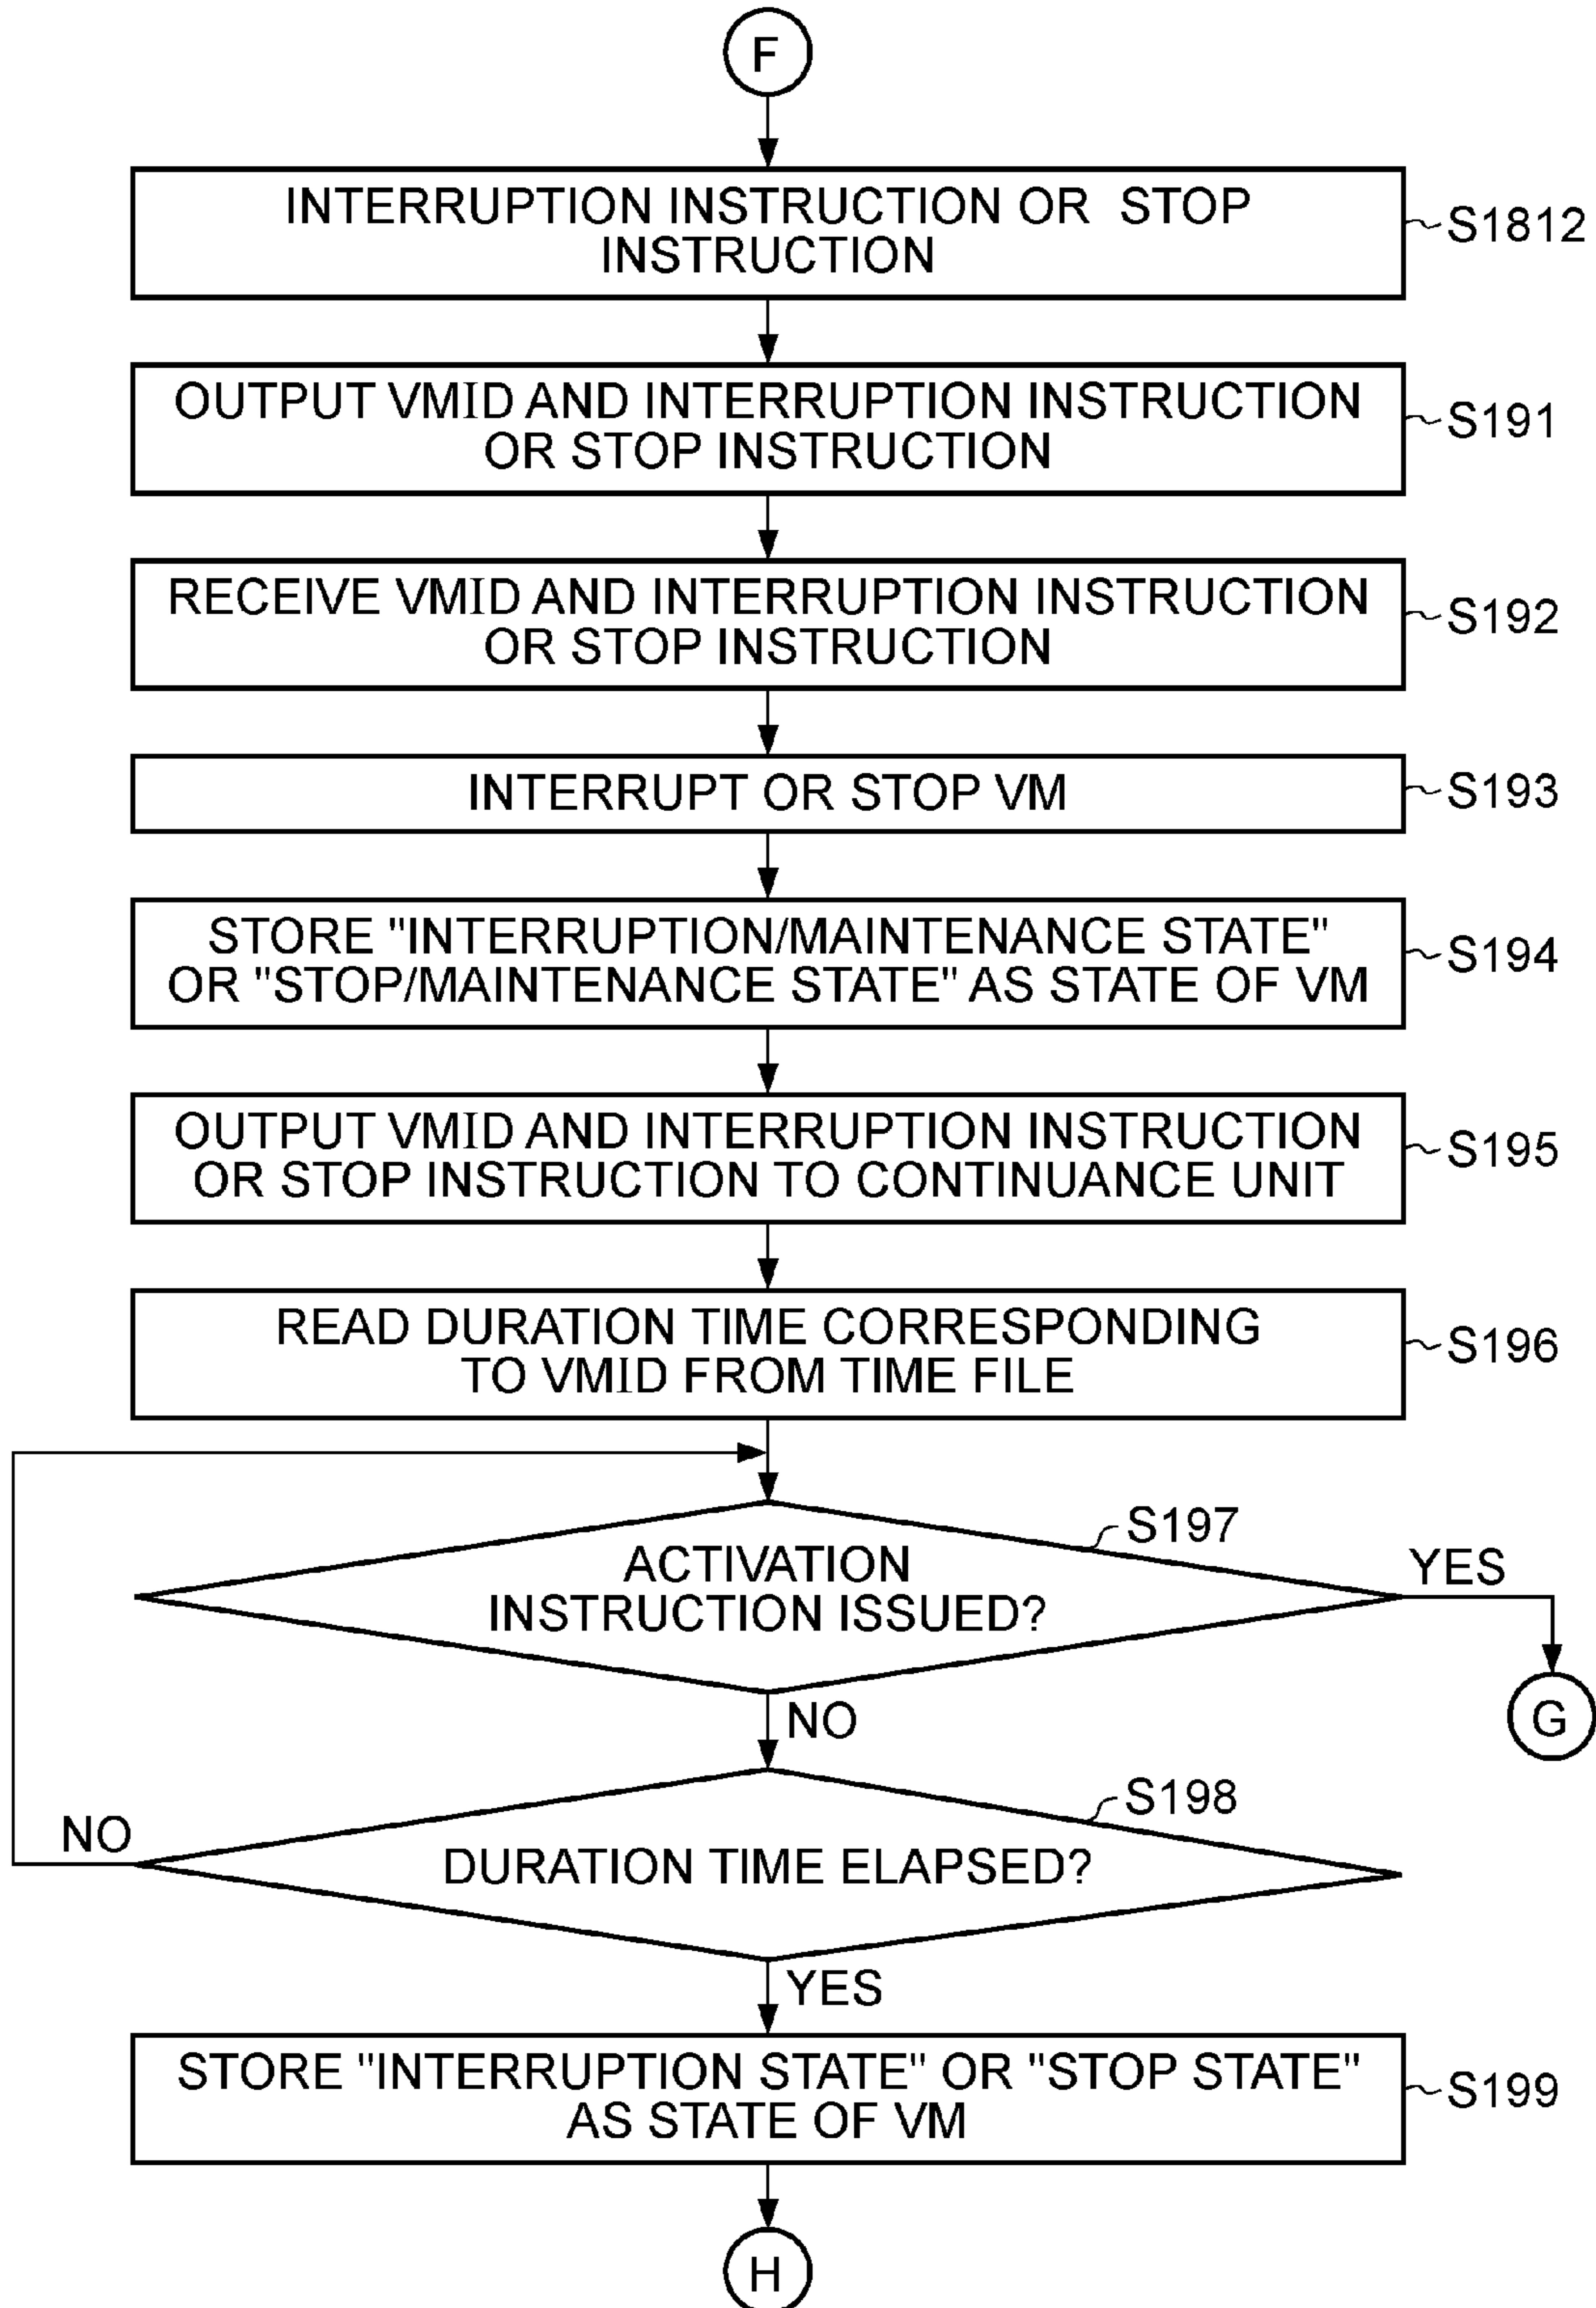 F
INTERRUPTION INSTRUCTION OR STOP
INSTRUCTION
S1812
OUTPUT VMID AND INTERRUPTION INSTRUCTION
OR STOP INSTRUCTION
S191
RECEIVE VMID AND INTERRUPTION INSTRUCTION
OR STOP INSTRUCTION
S192
INTERRUPT OR STOP VM
S193
STORE "INTERRUPTION/MAINTENANCE STATE"
OR "STOP/MAINTENANCE STATE" AS STATE OF VM
S194
OUTPUT VMID AND INTERRUPTION INSTRUCTION
OR STOP INSTRUCTION TO CONTINUANCE UNIT
S195
READ DURATION TIME CORRESPONDING
TO VMID FROM TIME FILE
S196
S197
ACTIVATION
INSTRUCTION ISSUED?
YES
G
NO
S198
NO
DURATION TIME ELAPSED?
YES
STORE "INTERRUPTION STATE" OR "STOP STATE"
AS STATE OF VM
S199
H